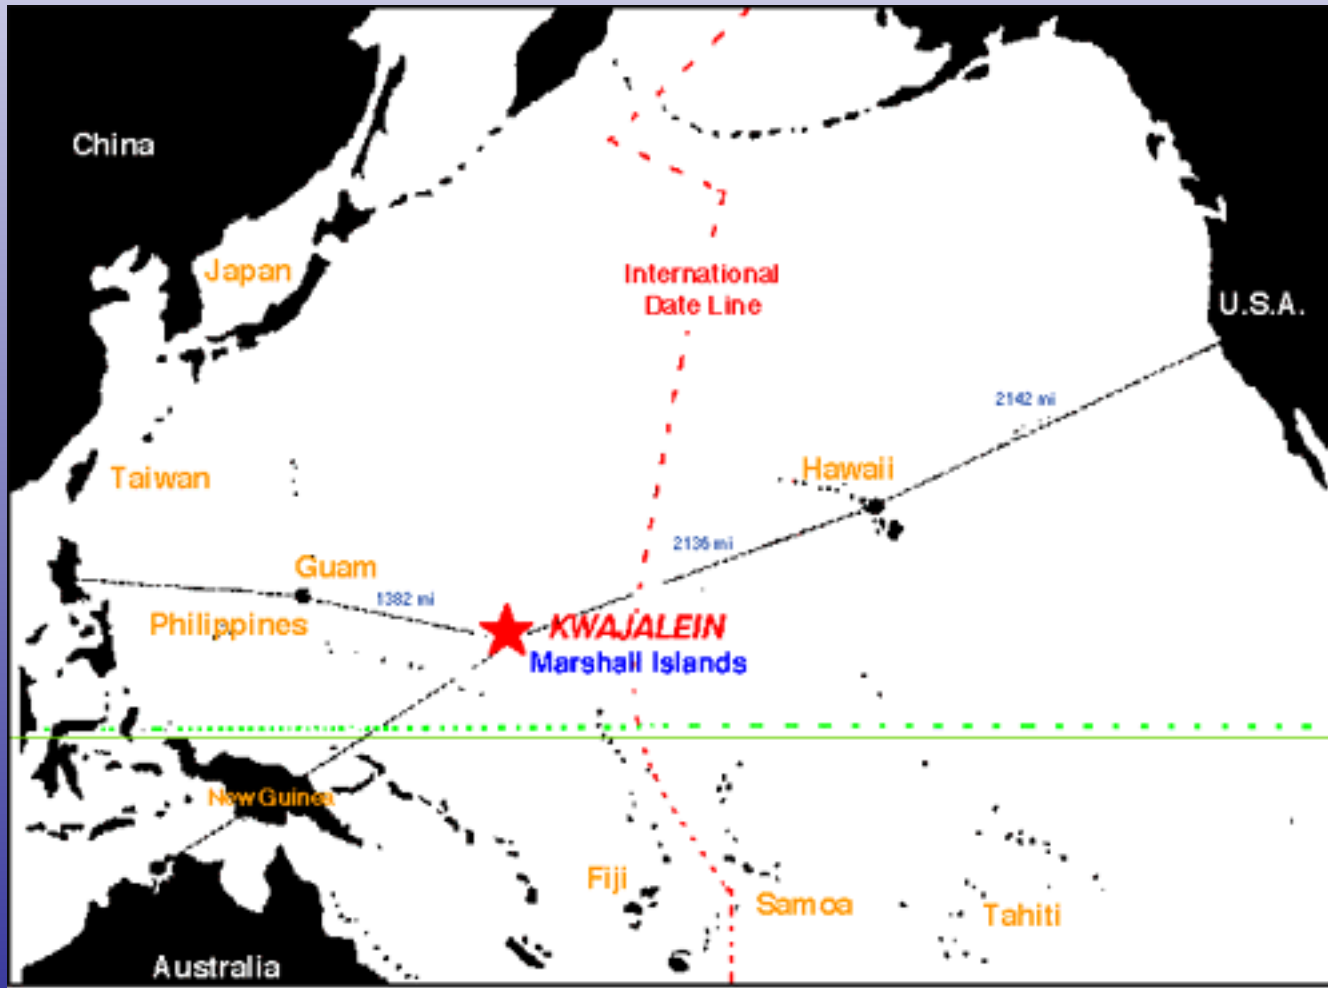 China
Japan
International
Date Line
U.S.A.
2142 mi
Hawaii
Taiwan
2135 mi
Guam
1382 mi
Philippines
KWAJALEIN
Marshall Islands
New Guinea
Fiji
Samoa
Tahiti
Australia